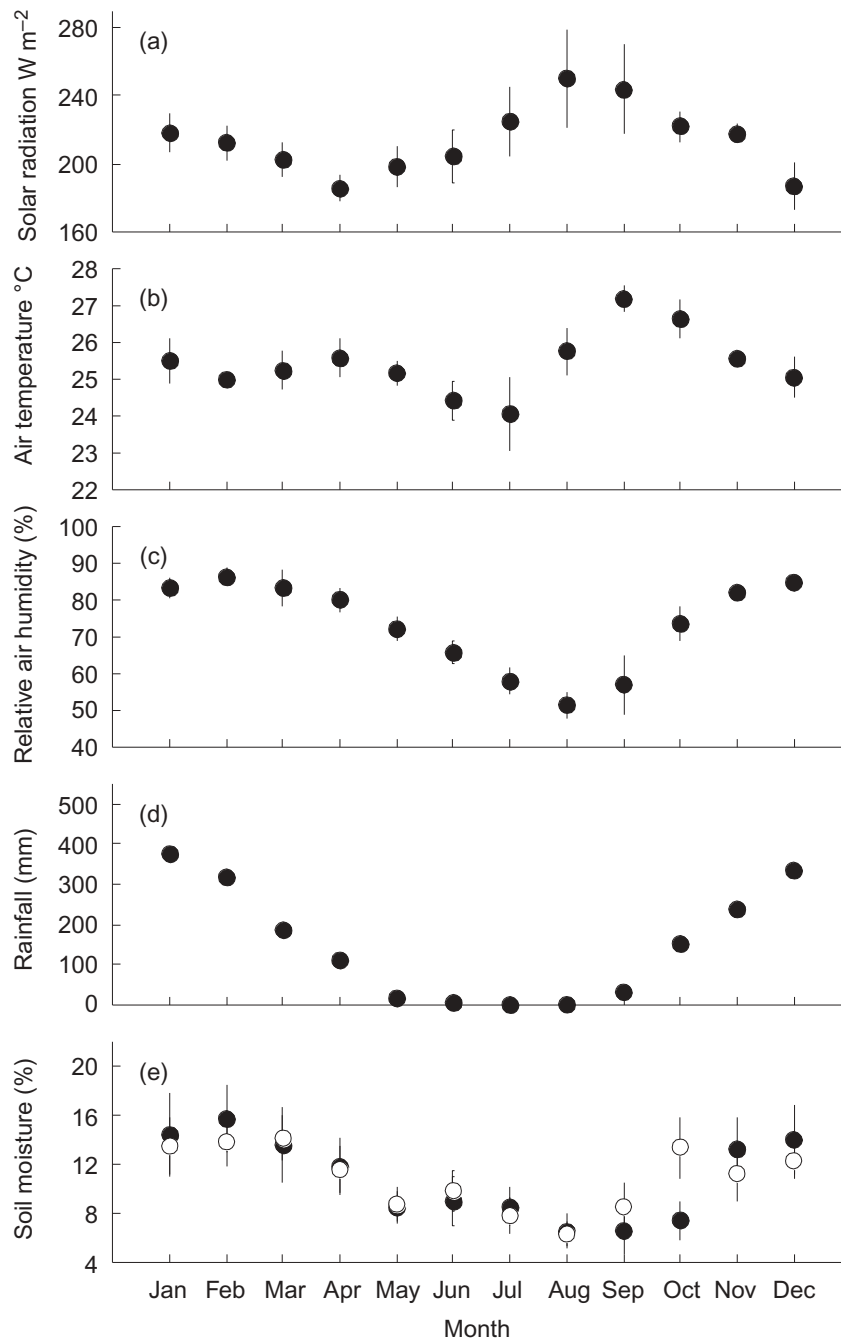 (a)
Solar radiation W m⁻²
280
240
200
160
(b)
Air temperature °C
28
27
26
25
24
23
22
(c)
Relative air humidity (%)
100
90
80
70
60
50
40
(d)
Rainfall (mm)
500
400
300
200
100
0
(e)
Soil moisture (%)
20
16
12
8
4
Jan Feb Mar Apr May Jun Jul Aug Sep Oct Nov Dec
Month